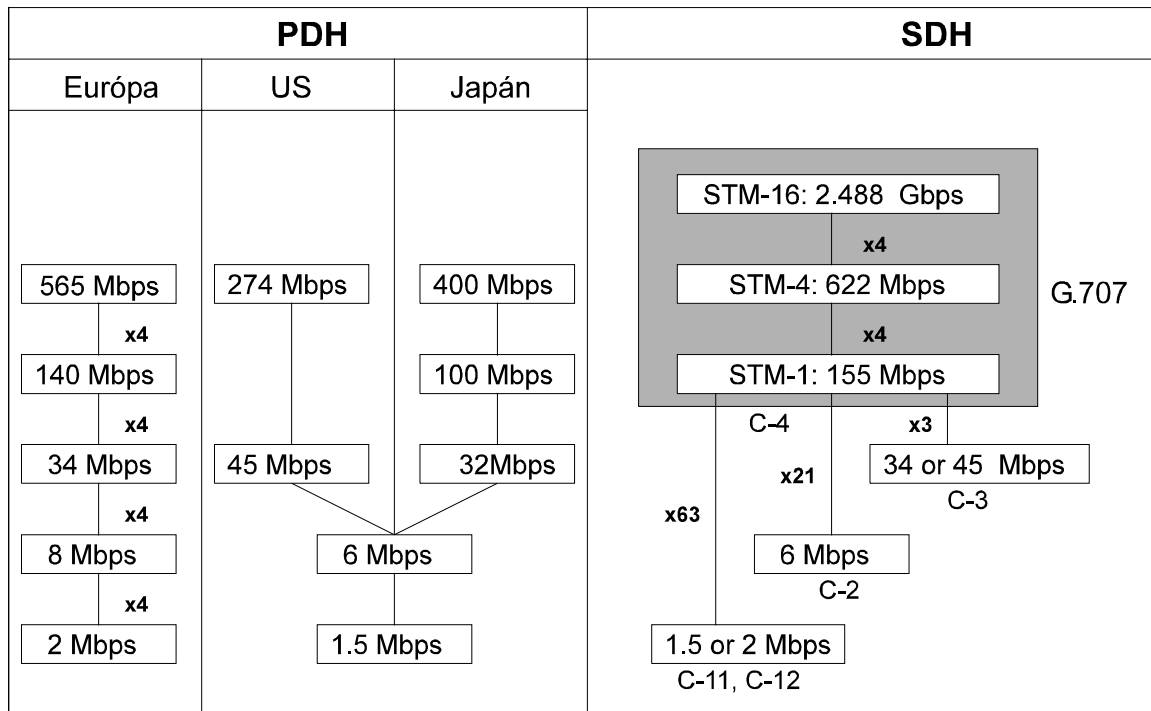 PDH
SDH
Európa
US
Japán
565 Mbps
x4
140 Mbps
x4
34 Mbps
x4
8 Mbps
x4
2 Mbps
274 Mbps
45 Mbps
400 Mbps
100 Mbps
32Mbps
6 Mbps
1.5 Mbps
STM-16: 2.488 Gbps
x4
STM-4: 622 Mbps
x4
STM-1: 155 Mbps
G.707
C-4
x3
34 or 45 Mbps
C-3
x21
6 Mbps
C-2
x63
1.5 or 2 Mbps
C-11, C-12